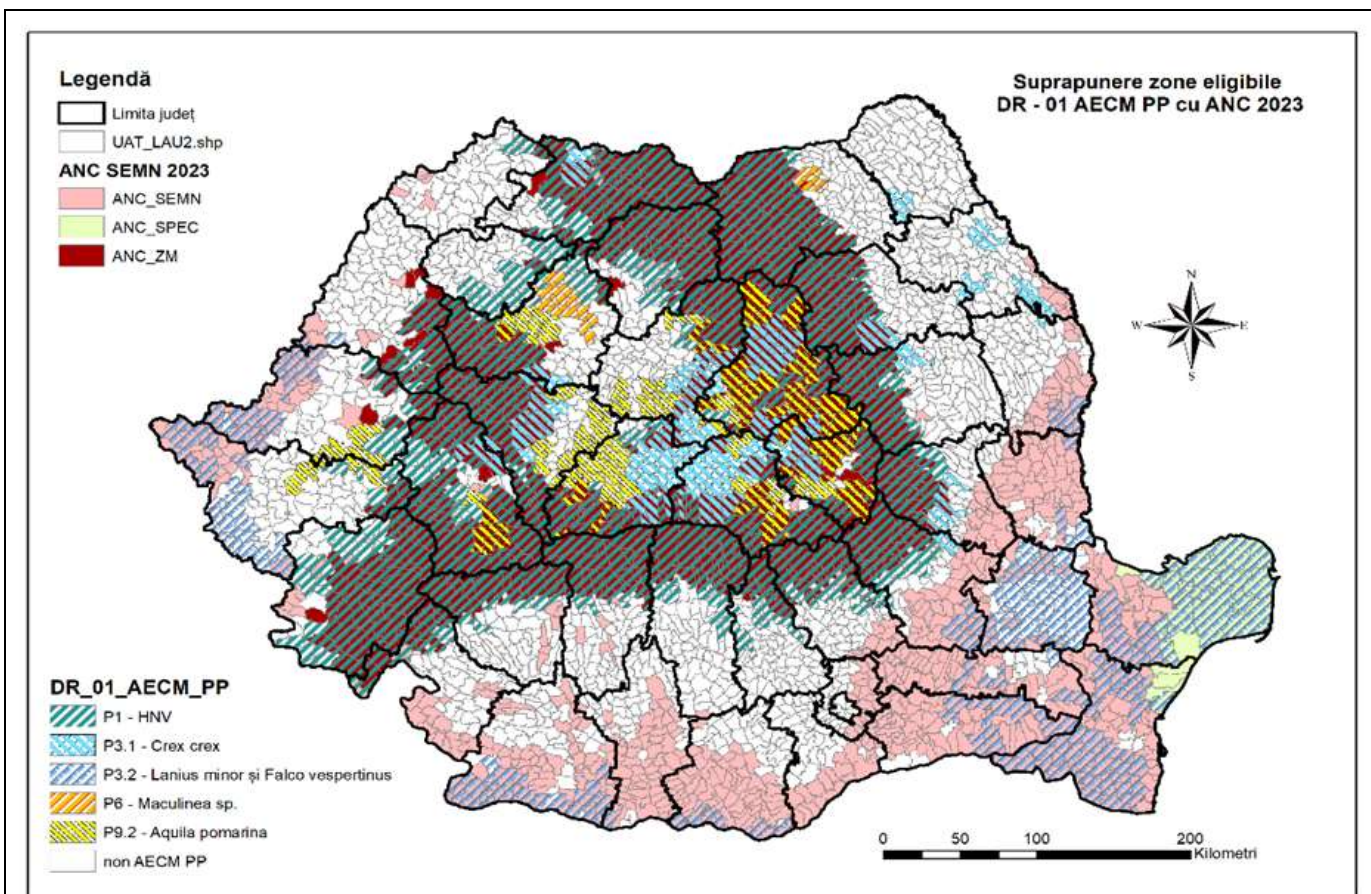 Legendă
Limita județ
UAT_LAU2.shp
ANC SEMN 2023
ANC_SEMN
ANC_SPEC
ANC_ZM
Suprapunere zone eligibile
DR - 01 AECM PP cu ANC 2023
N
W E
S
DR_01_AECM_PP
P1 - HNV
P3.1 - Crex crex
P3.2 - Lanius minor și Falco vespertinus
P6 - Maculinea sp.
P9.2 - Aquila pomarina
non AECM PP
0 50 100 200
Kilometri